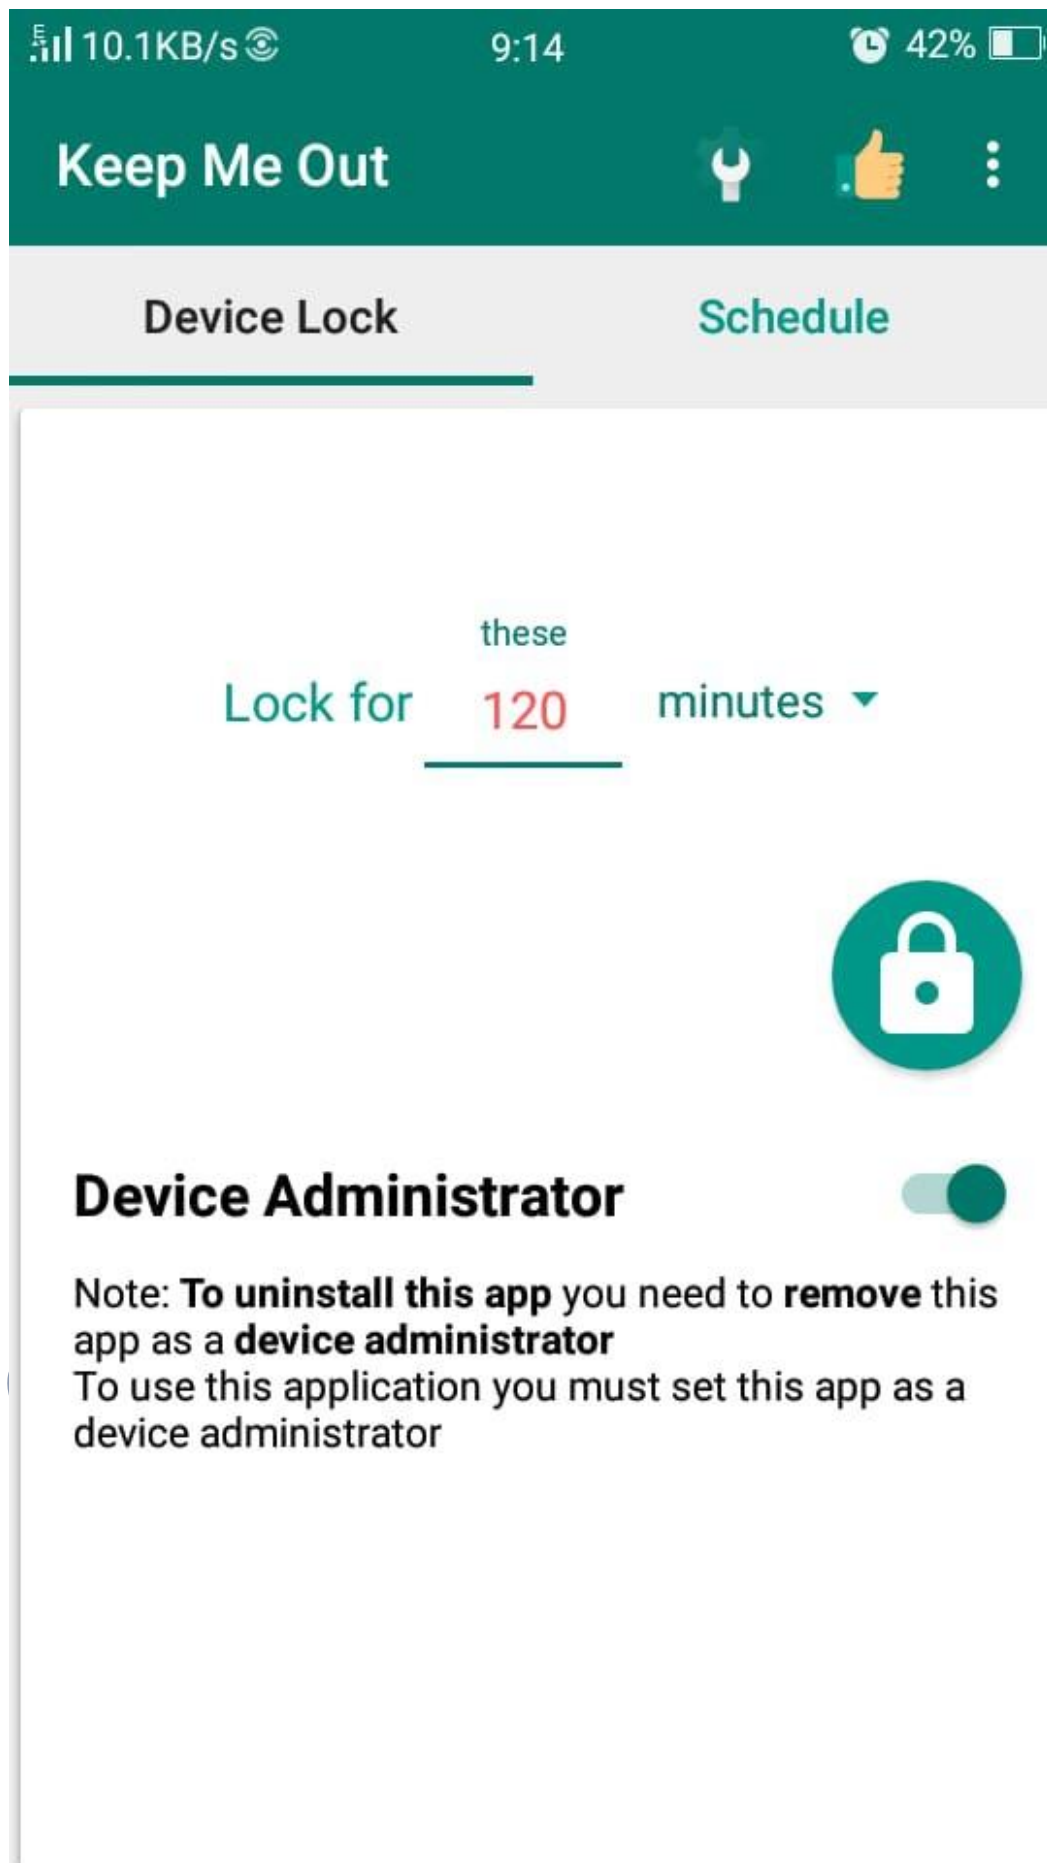 E
10.1KB/s 9:14 42%
Keep Me Out
Device Lock Schedule
these
Lock for 120 minutes
Device Administrator
Note: To uninstall this app you need to remove this
app as a device administrator
To use this application you must set this app as a
device administrator